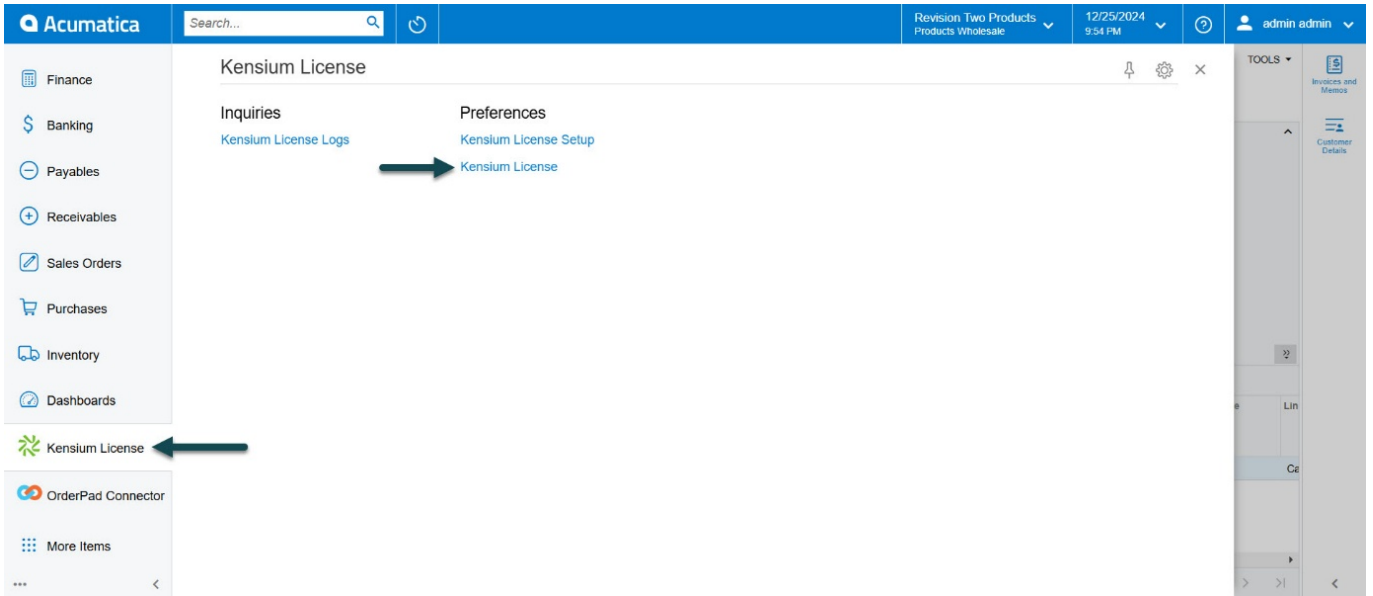 Acumatica
Search...
Revision Two Products
Products Wholesale
12/25/2024
9:54 PM
admin admin
Finance
Banking
Payables
Receivables
Sales Orders
Purchases
Inventory
Dashboards
Kensium License
OrderPad Connector
More Items
Kensium License
Inquiries
Kensium License Logs
Preferences
Kensium License Setup
Kensium License
TOOLS
Invoices and
Memos
Customer
Details
e Lin
Ca